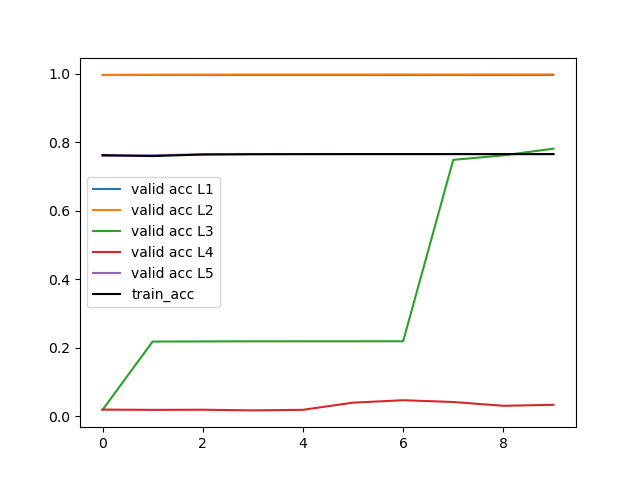 1.0
0.8
0.6
0.4
0.2
0.0
valid acc L1
valid acc L2
valid acc L3
valid acc L4
valid acc L5
train_acc
0 2 4 6 8